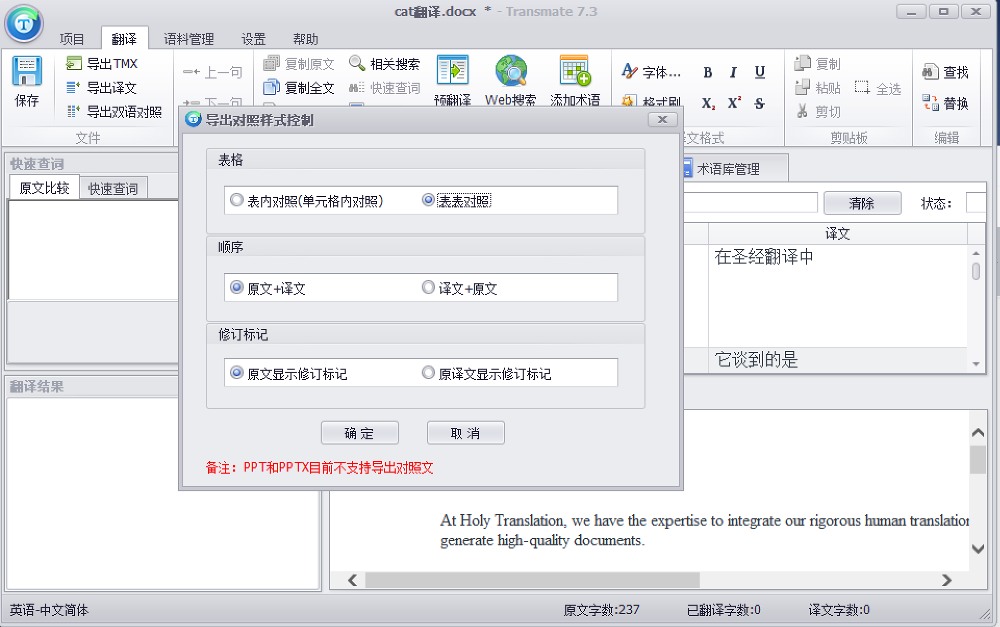 cat翻译.docx * - Transmate 7.3
项目 翻译 语料管理 设置 帮助
保存
导出TMX
导出译文
导出双语对照
文件
上一句
下一句
复制原文
复制全文
相关搜索
快速查词
预翻译
Web搜索
添加术语
字体...
格式刷
B I U
X₂ X² S
文格式
复制
粘贴
剪切
全选
剪贴板
查找
替换
编辑
快速查词
原文比较 快速查词
翻译结果
导出对照样式控制
表格
表内对照(单元格内对照) 表表对照
顺序
原文+译文 译文+原文
修订标记
原文显示修订标记 原译文显示修订标记
确 定 取 消
备注：PPT和PPTX目前不支持导出对照文
术语库管理
清除 状态：
译文
在圣经翻译中
它谈到的是
At Holy Translation, we have the expertise to integrate our rigorous human translation
generate high-quality documents.
英语-中文简体 原文字数:237 已翻译字数:0 译文字数:0